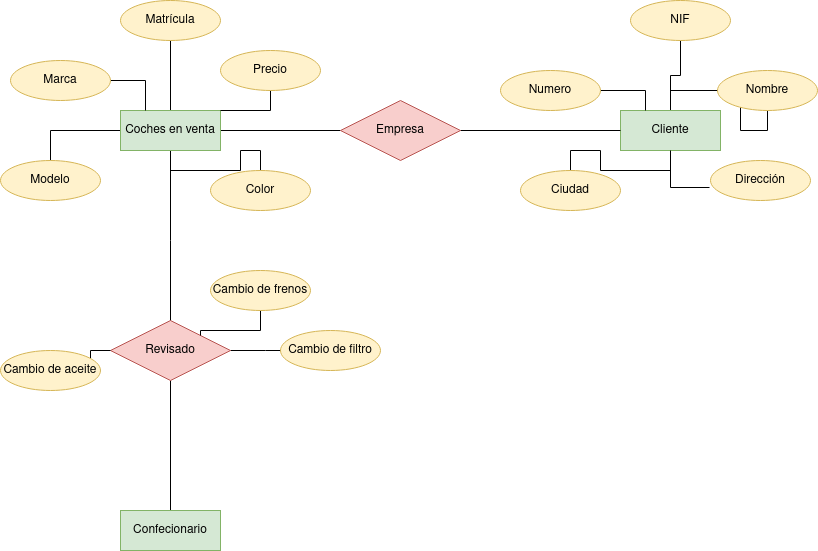 Matrícula
NIF
Marca
Precio
Numero
Nombre
Coches en venta
Empresa
Cliente
Modelo
Color
Ciudad
Dirección
Cambio de frenos
Revisado
Cambio de filtro
Cambio de aceite
Confecionario